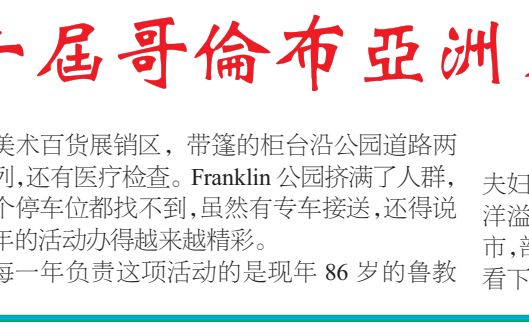 屆哥倫布亞洲
美术百货展销区，带篷的柜台沿公园道路两
列,还有医疗检查。Franklin 公园挤满了人群,
个停车位都找不到,虽然有专车接送,还得说
年的活动办得越来越精彩。
每一年负责这项活动的是现年 86 岁的鲁教
夫妇
洋溢
市,部
看下